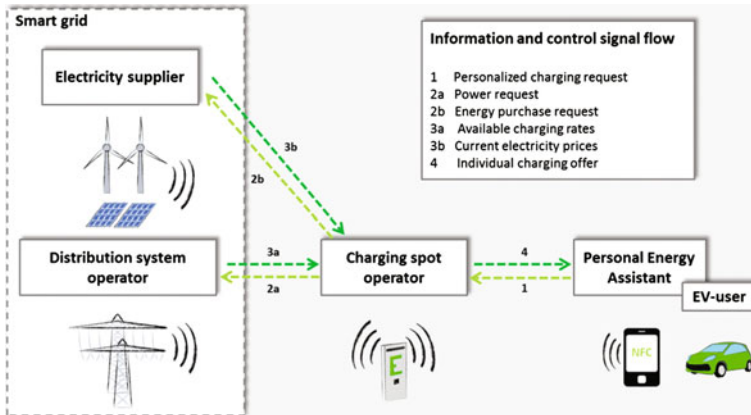 Smart grid
Electricity supplier
Information and control signal flow
1 Personalized charging request
2a Power request
2b Energy purchase request
3a Available charging rates
3b Current electricity prices
4 Individual charging offer
3b
2b
Distribution system
operator
3a
2a
Charging spot
operator
4
1
Personal Energy
Assistant
EV-user
E
NFC